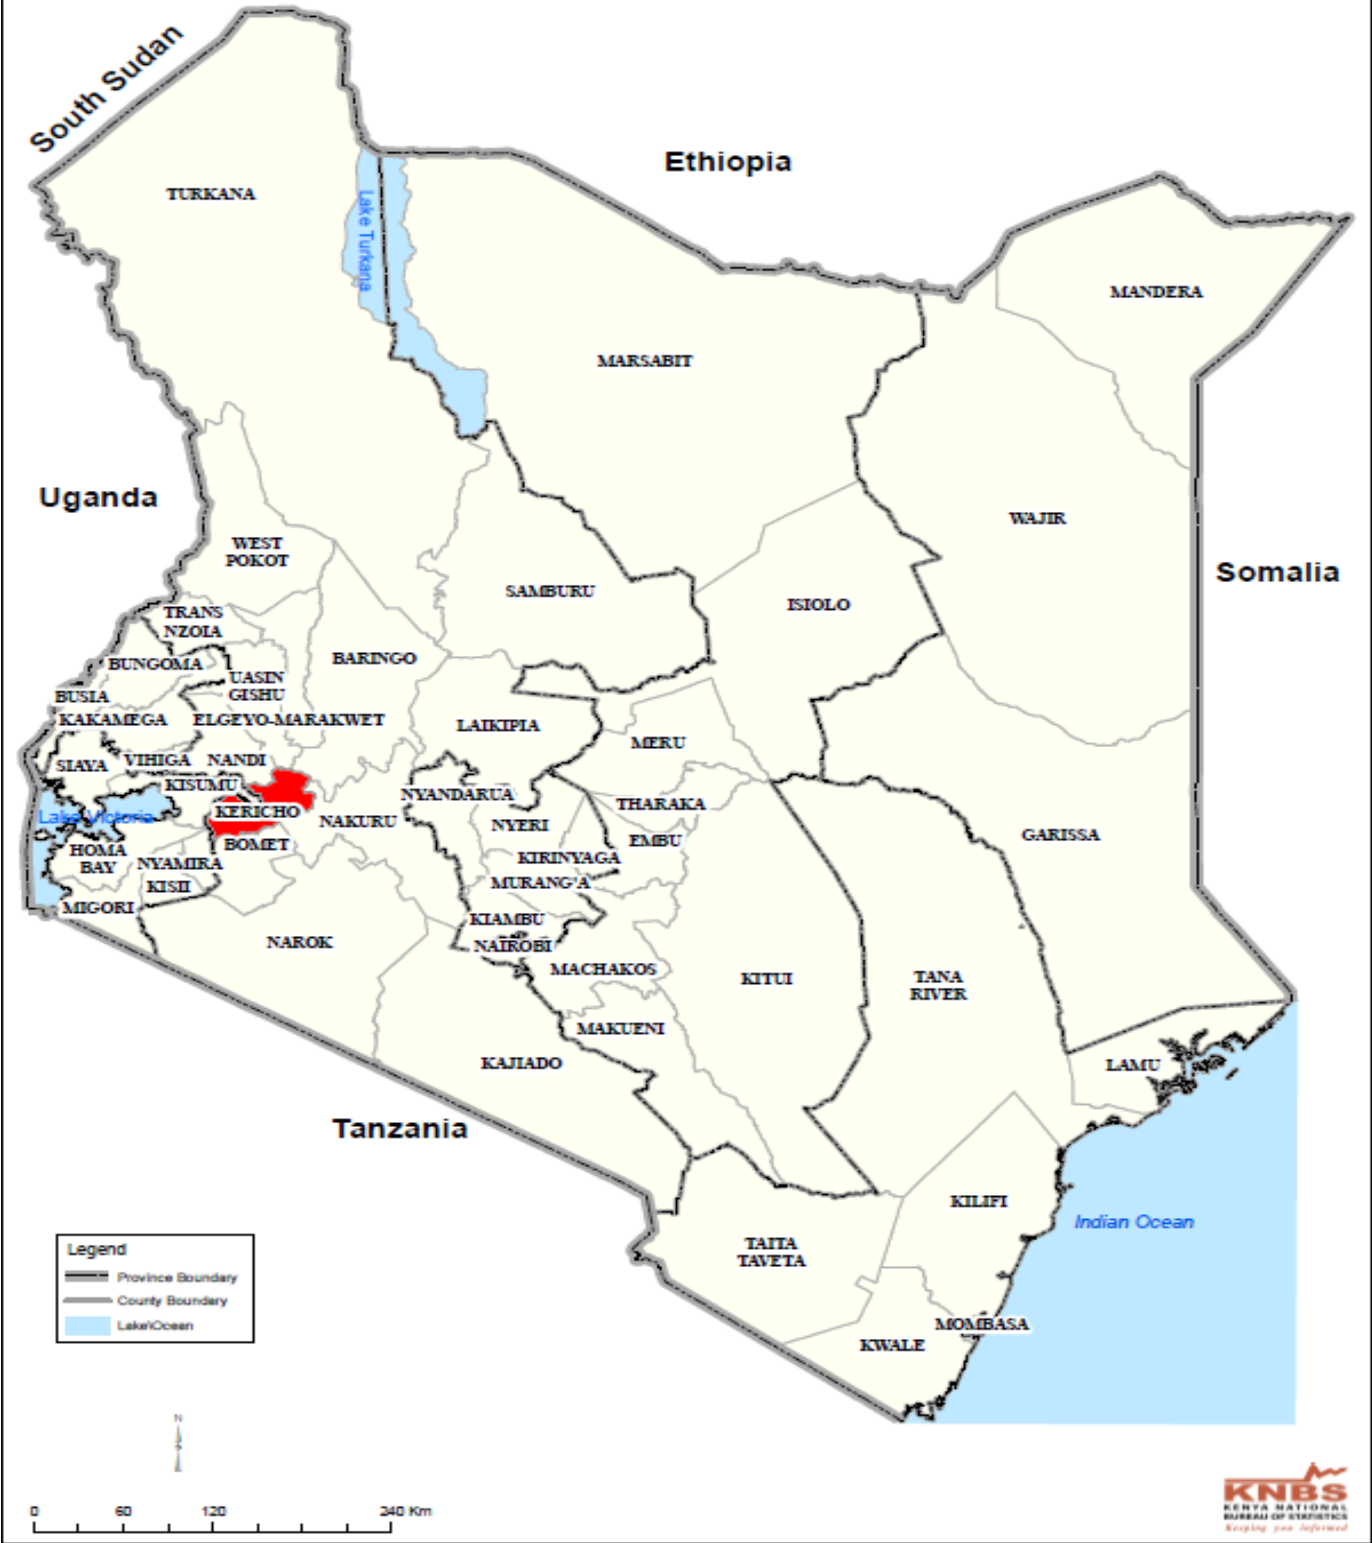 South Sudan
Ethiopia
TURKANA
Lake Turkana
MANDERA
MARSABIT
Uganda
WAJIR
WEST
POKOT
Somalia
SAMBURU
ISIOLO
TRANS
NZOIA
BUNGOMA
BARINGO
UASIN
GISHU
BUSIA
KAKAMEGA
ELGEYO-MARAKWET
LAIKIPIA
MERU
SIAYA
VIHIGA
NANDI
KISUMU
NYANDARUA
THARAKA
KERICHO
Lake Victoria
NAKURU
NYERI
GARISSA
EMBU
BOMET
HOMA
BAY
NYAMIRA
KIRINYAGA
KISII
MURANG'A
MIGORI
KIAMBU
NAROK
NAIROBI
MACHAKOS
KITUI
TANA
RIVER
MAKUENI
KAJIADO
LAMU
Tanzania
KILIFI
Indian Ocean
TAITA
TAVETA
MOMBASA
KWALE
Legend
Province Boundary
County Boundary
Lake\Ocean
N
0 60 120 240 Km
KNBS
KENYA NATIONAL
BUREAU OF STATISTICS
Keeping you informed